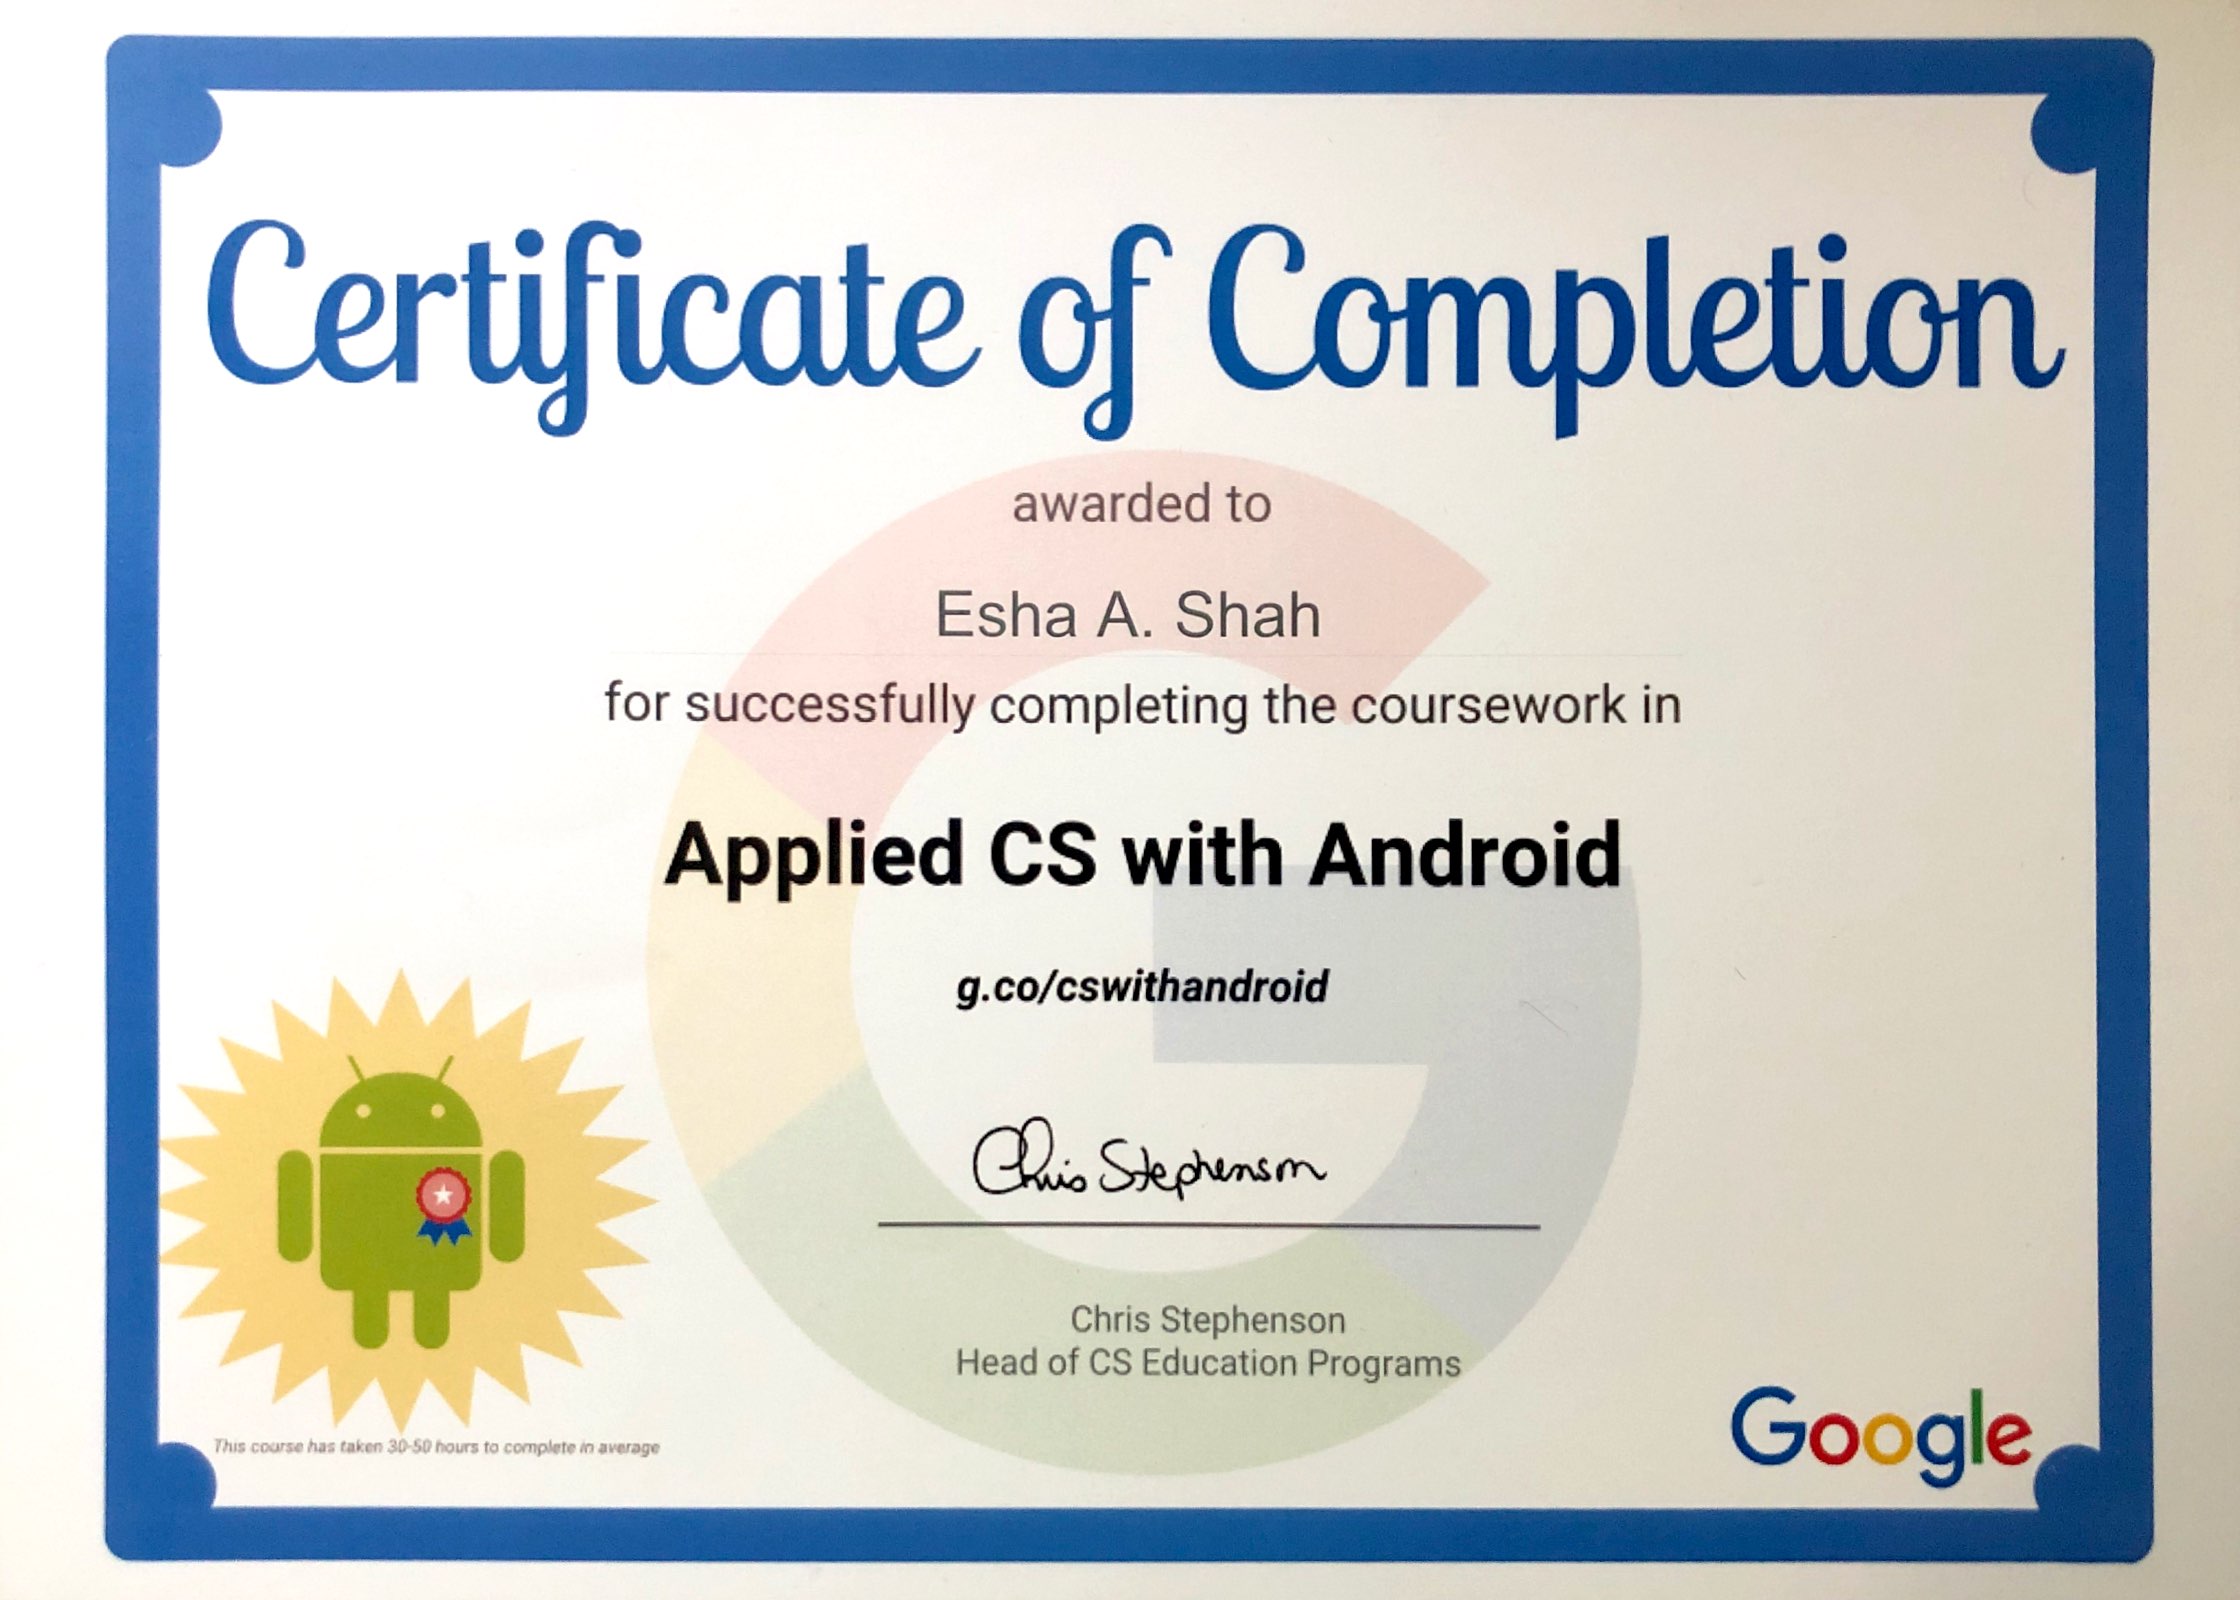 Certificate of Completion
awarded to
Esha A. Shah
for successfully completing the coursework in
Applied CS with Android
g.co/cswithandroid
Chris Stephenson
Chris Stephenson
Head of CS Education Programs
This course has taken 30-50 hours to complete in average
Google